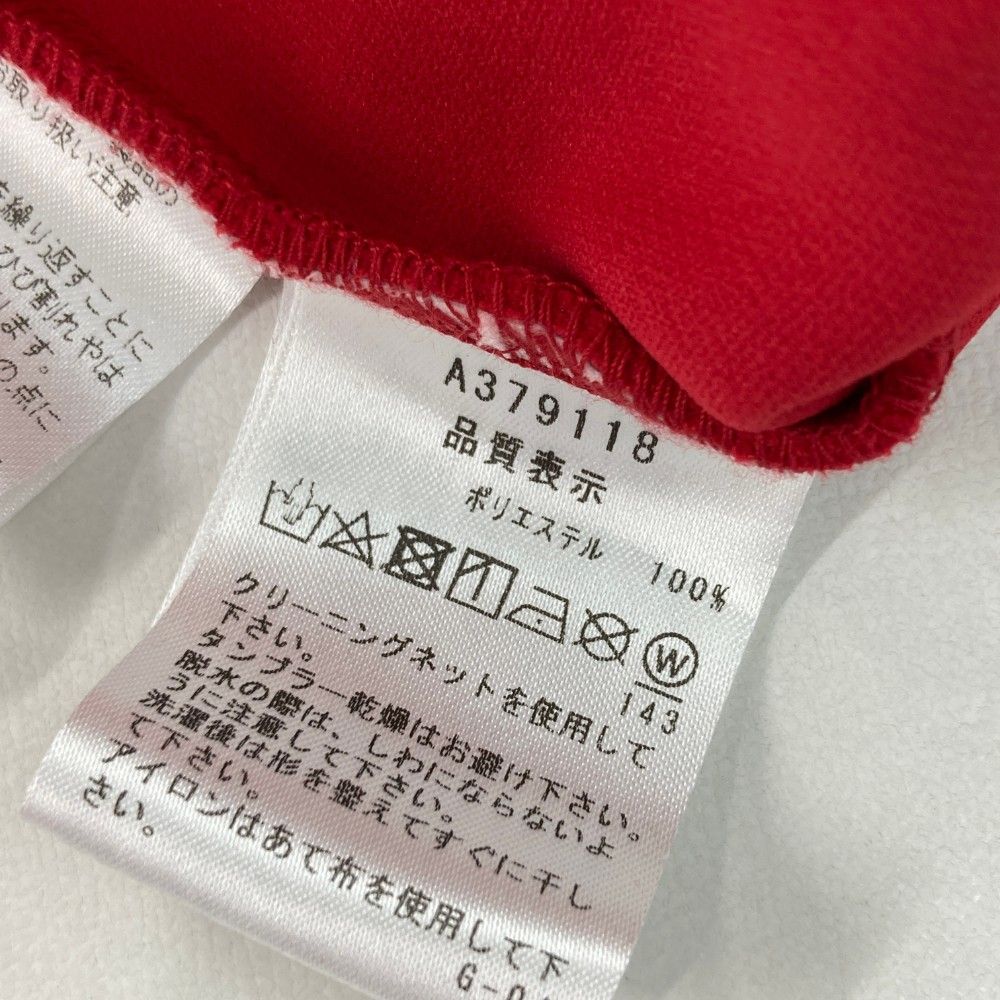 お取り扱い注意
を繰り返すことに
ひび割れやは
ります。
の点に
A379118
品質表示
ポリエステル 100%
W
143
クリーニングネットを使用して
下さい。
タンブラー乾燥はお避け下さい。
脱水の際は、しわにならないよ
うに注意して下さい。
洗濯後は形を整えてすぐに干し
て下さい。
アイロンはあて布を使用して下
さい。